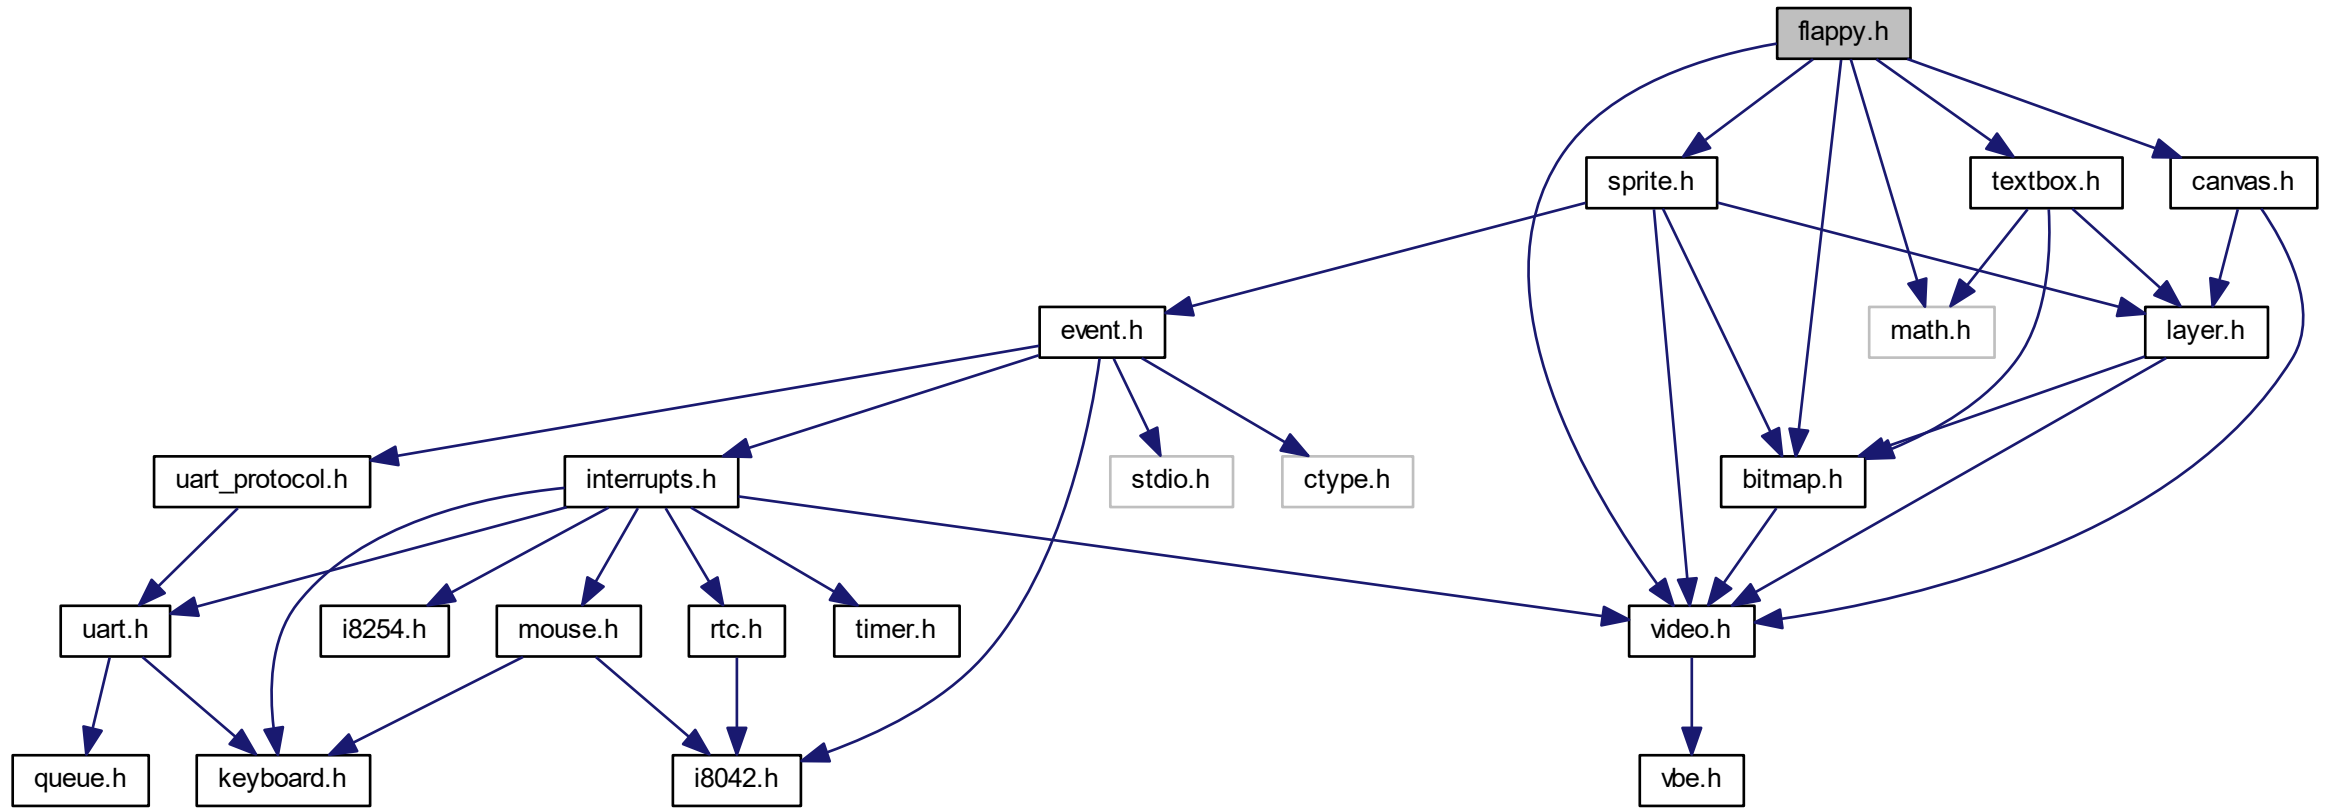 flappy.h
sprite.h
textbox.h
canvas.h
event.h
math.h
layer.h
uart_protocol.h
interrupts.h
stdio.h
ctype.h
bitmap.h
uart.h
i8254.h
mouse.h
rtc.h
timer.h
video.h
queue.h
keyboard.h
i8042.h
vbe.h